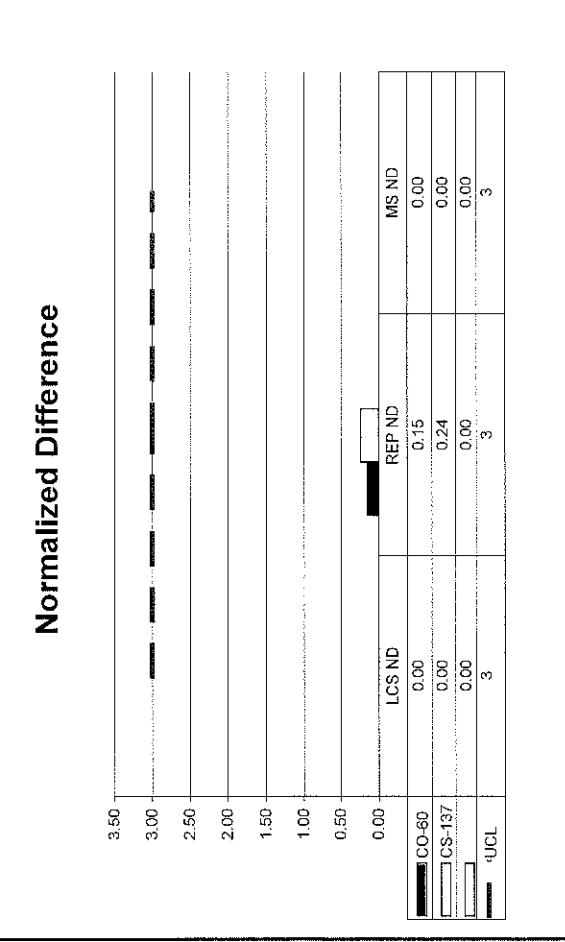 Normalized Difference
3.50
3.00
2.50
2.00
1.50
1.00
0.50
0.00
LCS ND REP ND MS ND
CO-60 0.00 0.15 0.00
CS-137 0.00 0.24 0.00
0.00 0.00 0.00
UCL 3 3 3